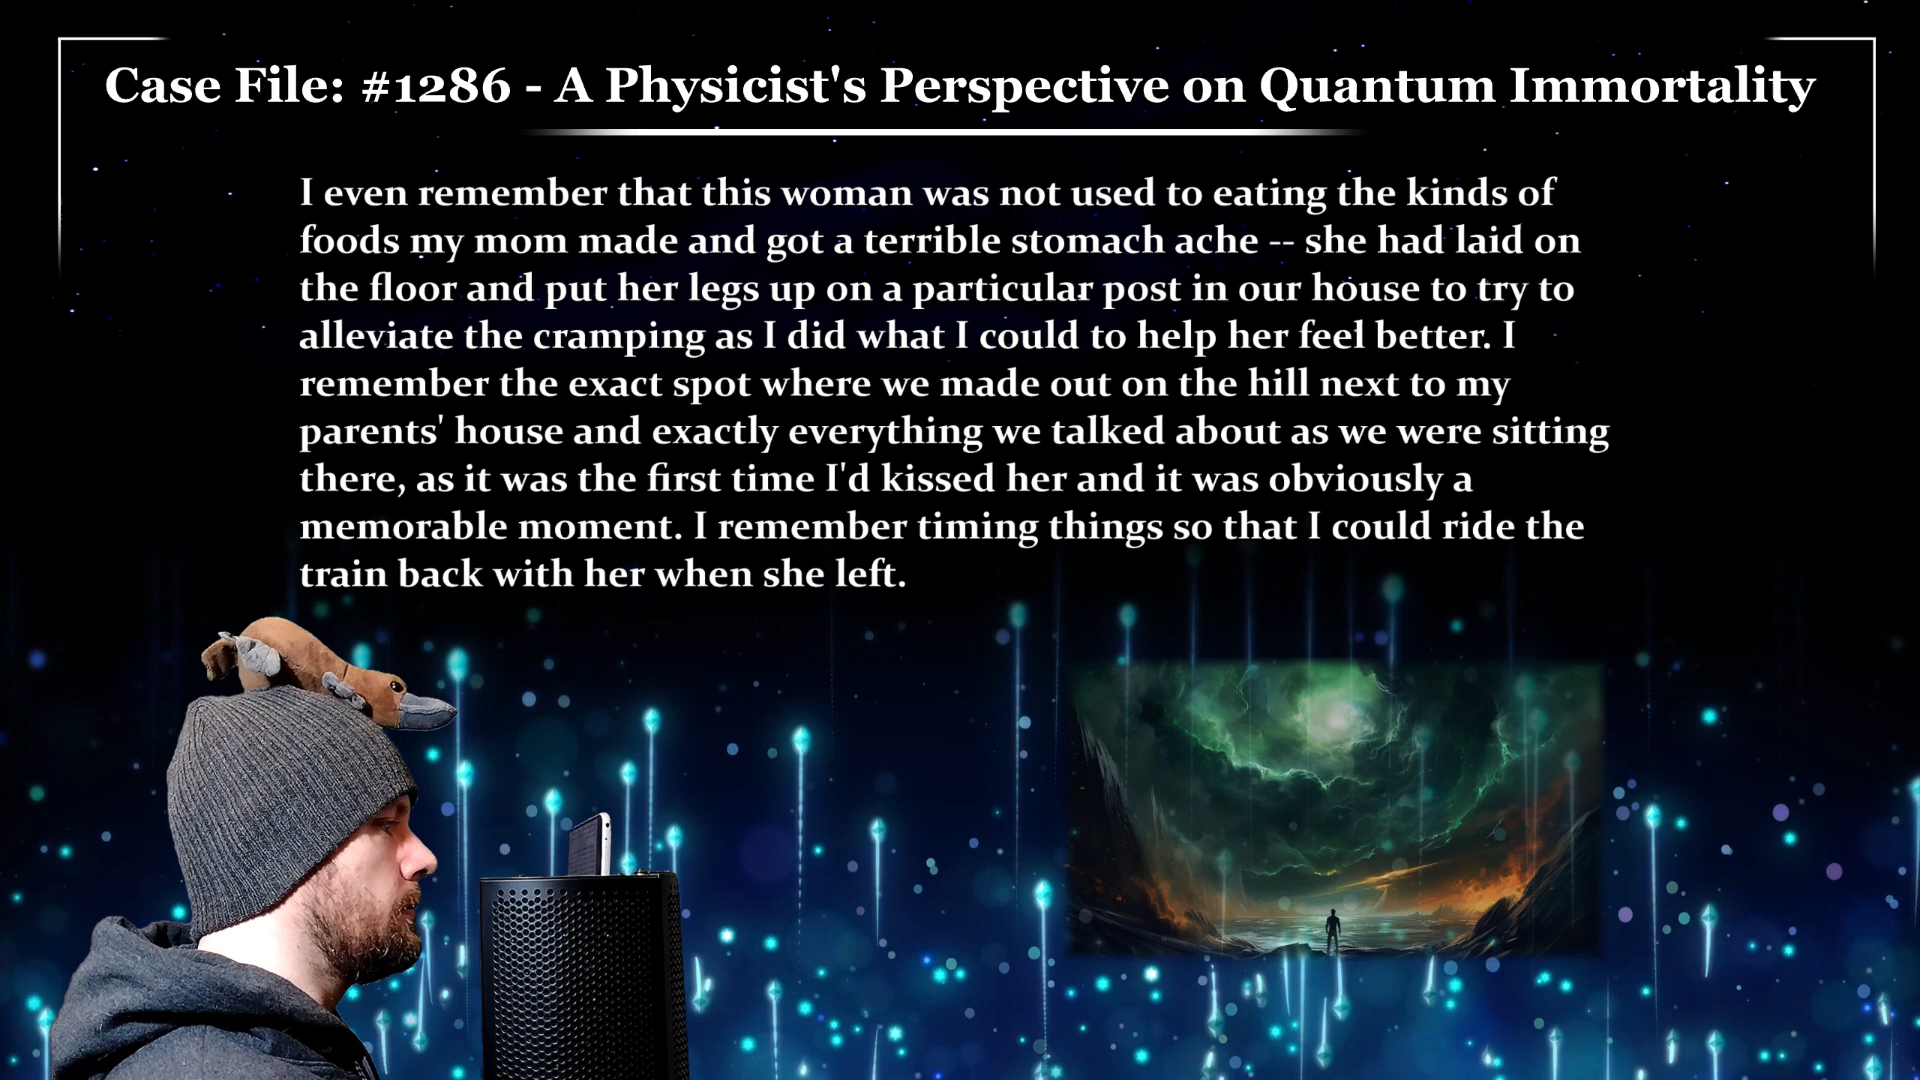 Case File: #1286 - A Physicist's Perspective on Quantum Immortality
I even remember that this woman was not used to eating the kinds of
foods my mom made and got a terrible stomach ache -- she had laid on
the floor and put her legs up on a particular post in our house to try to
alleviate the cramping as I did what I could to help her feel better. I
remember the exact spot where we made out on the hill next to my
parents' house and exactly everything we talked about as we were sitting
there, as it was the first time I'd kissed her and it was obviously a
memorable moment. I remember timing things so that I could ride the
train back with her when she left.